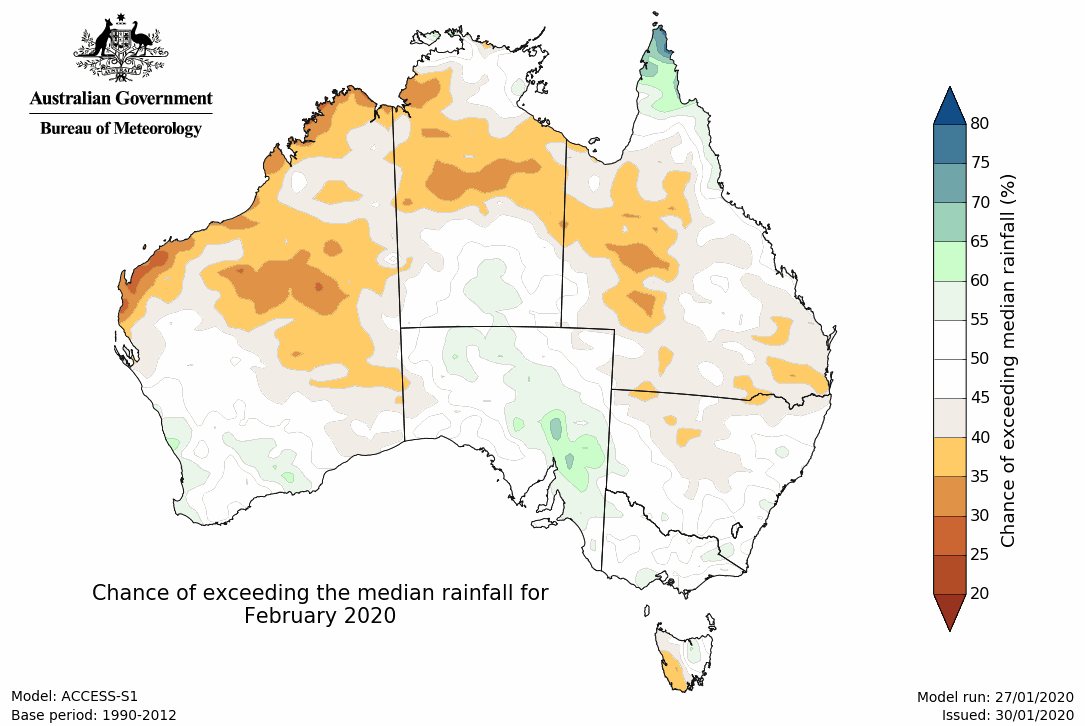 Australian Government
Bureau of Meteorology
80
75
70
65
60
55
50
45
40
35
30
25
20
Chance of exceeding median rainfall (%)
Chance of exceeding the median rainfall for
February 2020
Model: ACCESS-S1
Base period: 1990-2012
Model run: 27/01/2020
Issued: 30/01/2020